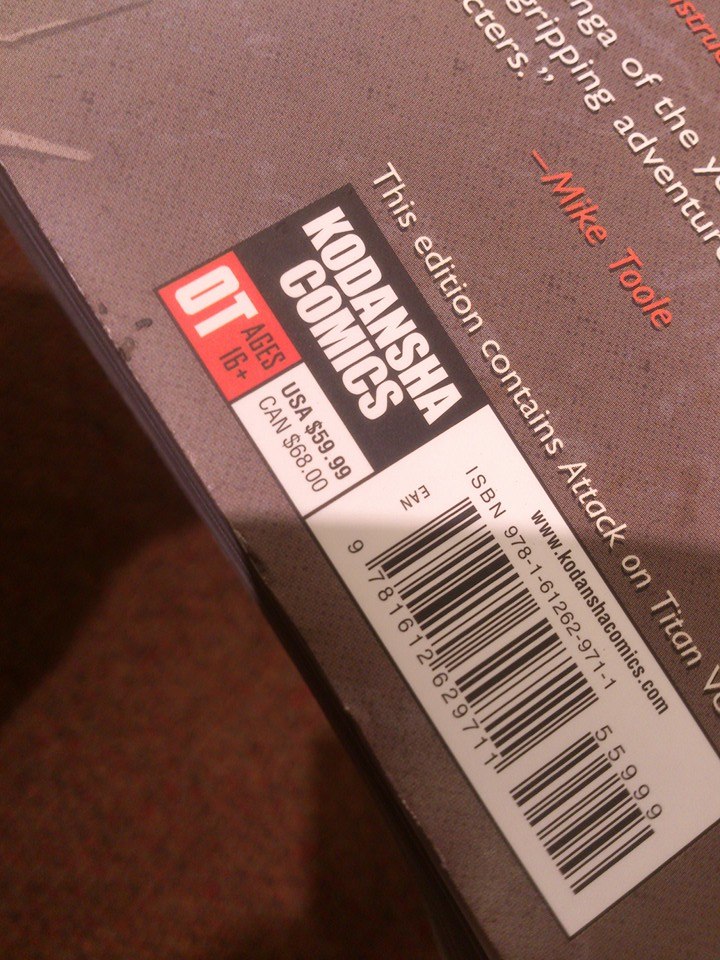 nga of the
gripping adventur
cters.”
—Mike Toole
This edition contains Attack on Titan
KODANSHA
COMICS
OT
AGES
16+
USA $59.99
CAN $68.00
www.kodanshacomics.com
ISBN 978-1-61262-971-1
EAN
9 781612 629711
55999